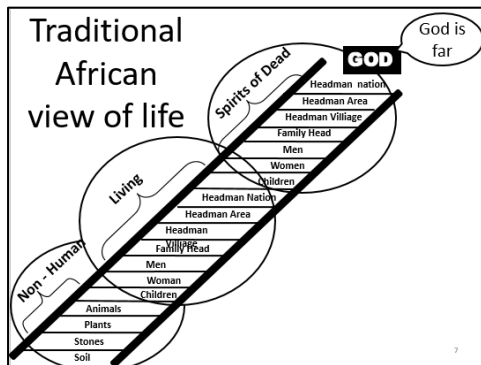 Traditional
African
view of life
God is
far
GOD
Spirits of Dead
Headman nation
Headman Area
Headman Villiage
Family Head
Men
Women
Children
Living
Headman Nation
Headman Area
Headman
Village
Family Head
Men
Woman
Children
Non - Human
Animals
Plants
Stones
Soil
7